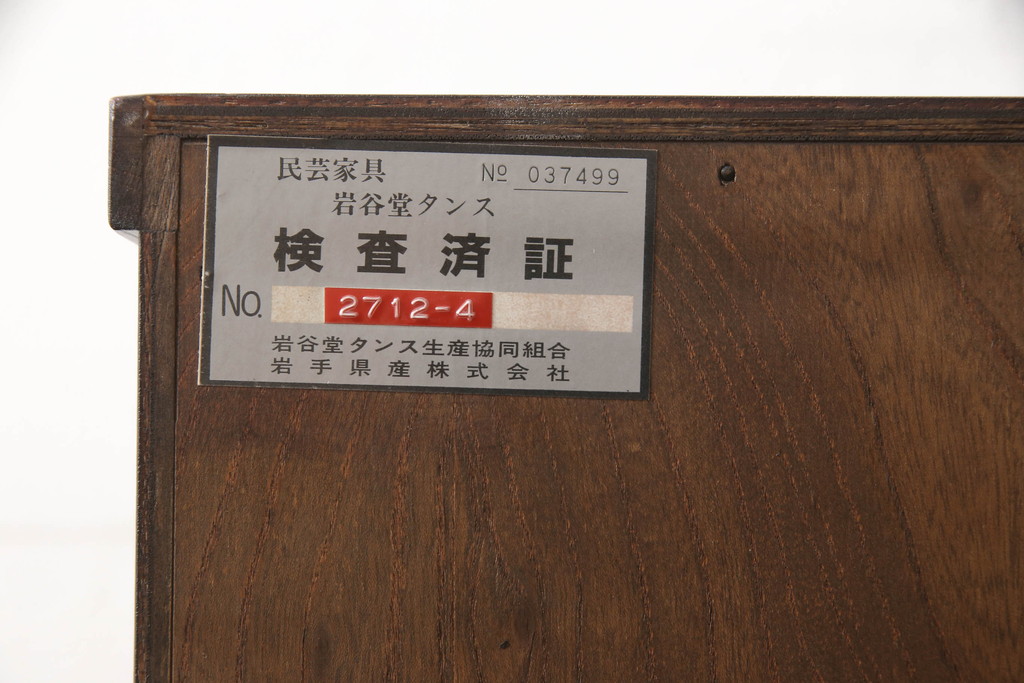 民芸家具 № 037499
岩谷堂タンス
検査済証
No. 2712-4
岩谷堂タンス生産協同組合
岩手県産株式会社